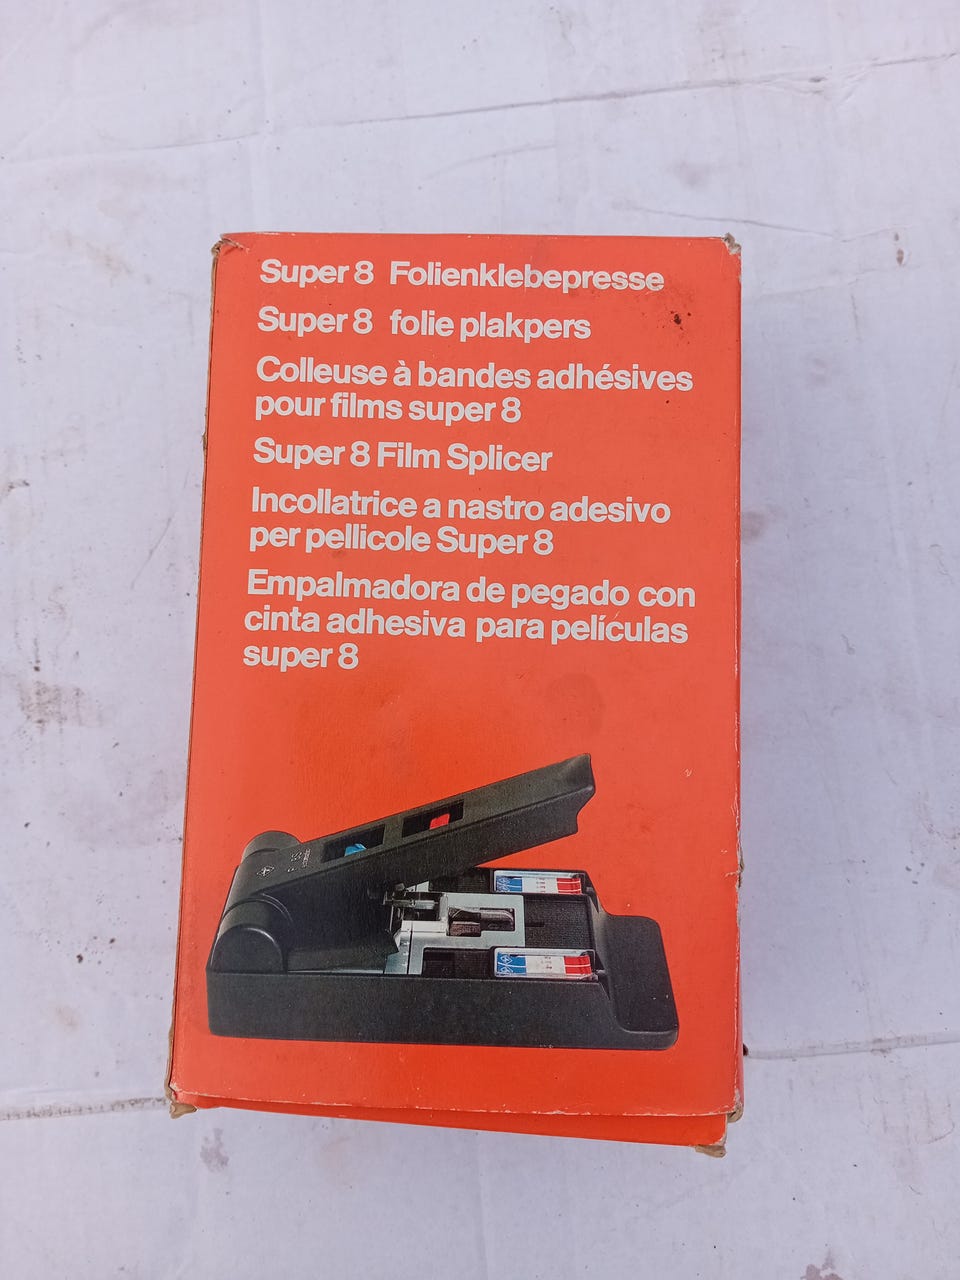 Super 8 Folienklebepresse
Super 8 folie plakpers
Colleuse à bandes adhésives
pour films super 8
Super 8 Film Splicer
Incollatrice a nastro adesivo
per pellicole Super 8
Empalmadora de pegado con
cinta adhesiva para películas
super 8